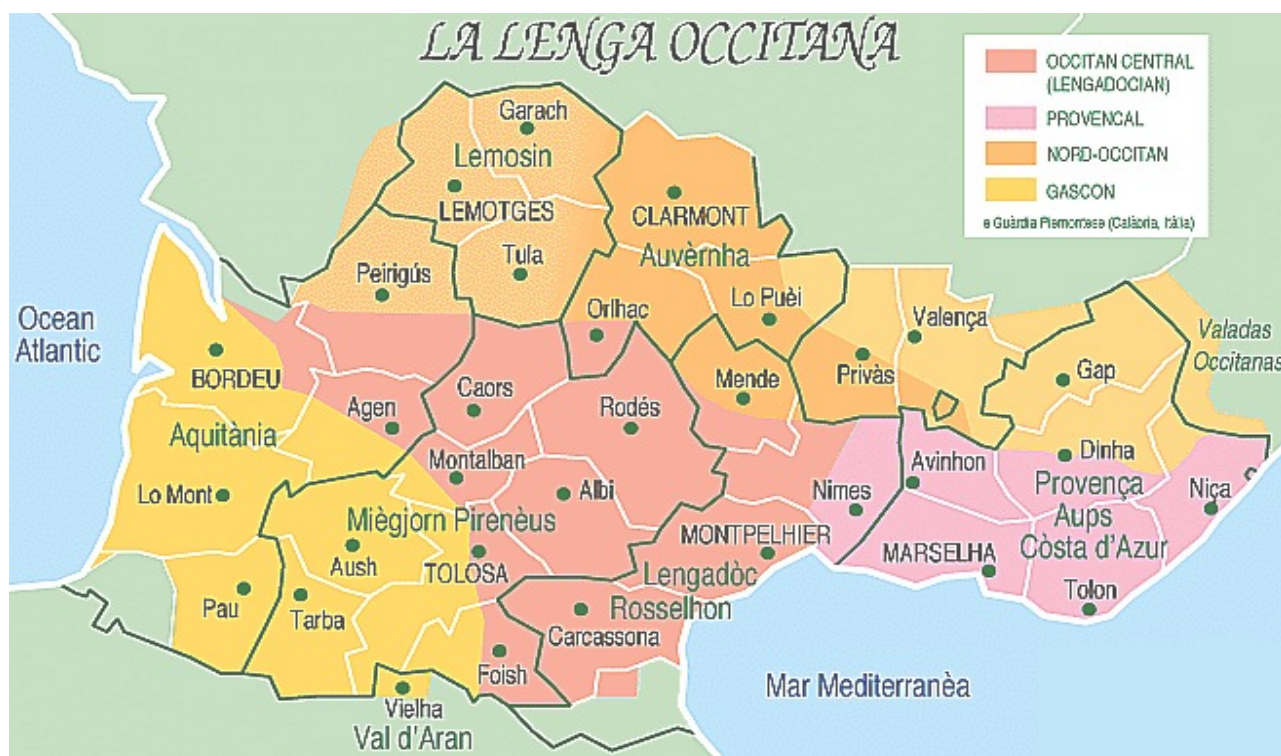 LA LENGA OCCITANA
OCCITAN CENTRAL
(LENGADOCIAN)
PROVENCAL
NORD-OCCITAN
GASCON
e Guàrdia Piemontese (Calàbria, Itàlia)
Garach
Lemosin
LEMOTGES
CLARMONT
Tula
Auvèrnha
Peirigús
Lo Puèi
Orlhac
Valença
Ocean
Atlantic
Valadas
Occitanas
BORDEU
Mende
Privàs
Gap
Caors
Agen
Rodés
Aquitània
Montalban
Avinhon
Dinha
Lo Mont
Albi
Nimes
Provença
Aups
Còsta d'Azur
Niça
Miègjorn Pirenèus
MONTPELHIER
MARSELHA
Aush
TOLOSA
Lengadòc
Rosselhon
Tolon
Pau
Tarba
Carcassona
Foish
Mar Mediterranèa
Vielha
Val d'Aran